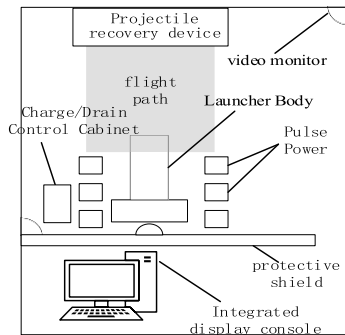 Projectile
recovery device
video monitor
flight
path
Launcher Body
Charge/Drain
Control Cabinet
Pulse
Power
protective
shield
Integrated
display console